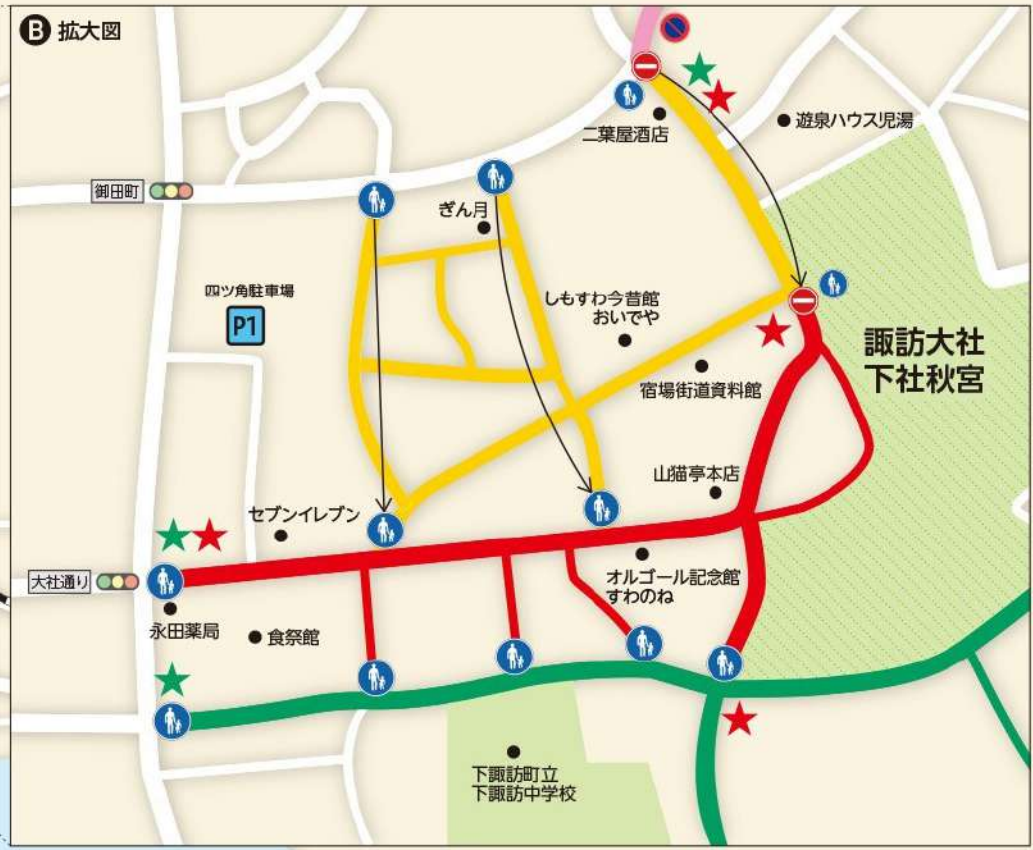 B 拡大図
二葉屋酒店
遊泉ハウス児湯
御田町
ぎん月
四ツ角駐車場
P1
しもすわ今昔館
おいでや
諏訪大社
下社秋宮
宿場街道資料館
山猫亭本店
セブンイレブン
大社通り
オルゴール記念館
すわのね
永田薬局
食祭館
下諏訪町立
下諏訪中学校